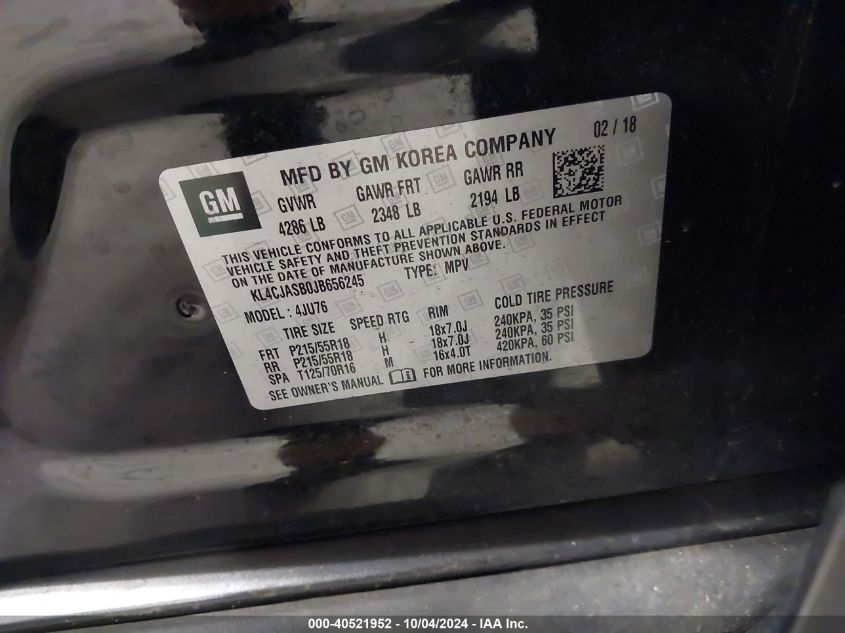 MFD BY GM KOREA COMPANY 02 / 18
GM
GVWR GAWR FRT GAWR RR
4286 LB 2348 LB 2194 LB
THIS VEHICLE CONFORMS TO ALL APPLICABLE U.S. FEDERAL MOTOR
VEHICLE SAFETY AND THEFT PREVENTION STANDARDS IN EFFECT
ON THE DATE OF MANUFACTURE SHOWN ABOVE.
KL4CJASB0JB656245 TYPE: MPV
MODEL : 4JU76
TIRE SIZE SPEED RTG RIM COLD TIRE PRESSURE
FRT P215/55R18 H 18x7.0J 240KPA, 35 PSI
RR P215/55R18 H 18x7.0J 240KPA, 35 PSI
SPA T125/70R16 M 16x4.0T 420KPA, 60 PSI
SEE OWNER'S MANUAL FOR MORE INFORMATION.
000-40521952 - 10/04/2024 - IAA Inc.